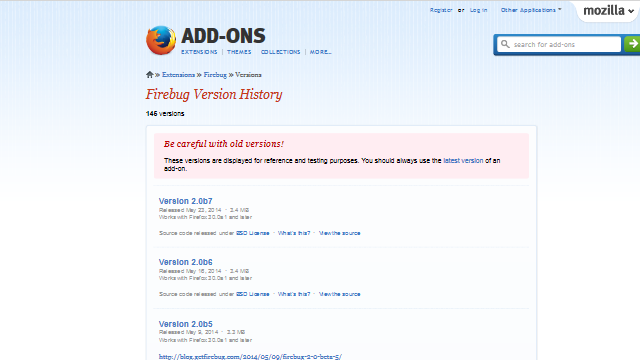 Register or Log in Other Applications
mozilla
ADD-ONS
EXTENSIONS | THEMES COLLECTIONS | MORE...
search for add-ons
» Extensions » Firebug » Versions
Firebug Version History
146 versions
Be careful with old versions!
These versions are displayed for reference and testing purposes. You should always use the latest version of an
add-on.
Version 2.0b7
Released May 23, 2014 · 3.4 MB
Works with Firefox 30.0a1 and later
Source code released under BSD License · What's this? · View the source
Version 2.0b6
Released May 16, 2014 · 3.4 MB
Works with Firefox 30.0a1 and later
Source code released under BSD License · What's this? · View the source
Version 2.0b5
Released May 9, 2014 · 3.3 MB
Works with Firefox 30.0a1 and later
http://blog.getfirebug.com/2014/05/09/firebug-2-0-beta-5/